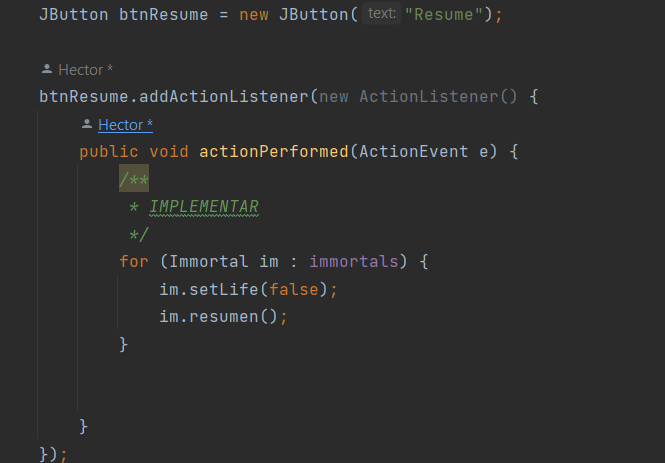 JButton btnResume = new JButton( text: "Resume");
Hector *
btnResume.addActionListener(new ActionListener() {
Hector *
public void actionPerformed(ActionEvent e) {
/**
* IMPLEMENTAR
*/
for (Immortal im : immortals) {
im.setLife(false);
im.resumen();
}
}
});